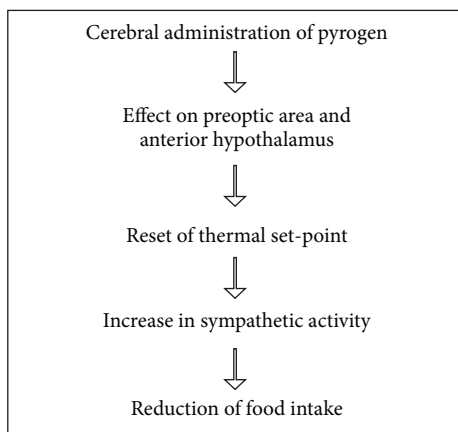 Cerebral administration of pyrogen
Effect on preoptic area and
anterior hypothalamus
Reset of thermal set-point
Increase in sympathetic activity
Reduction of food intake